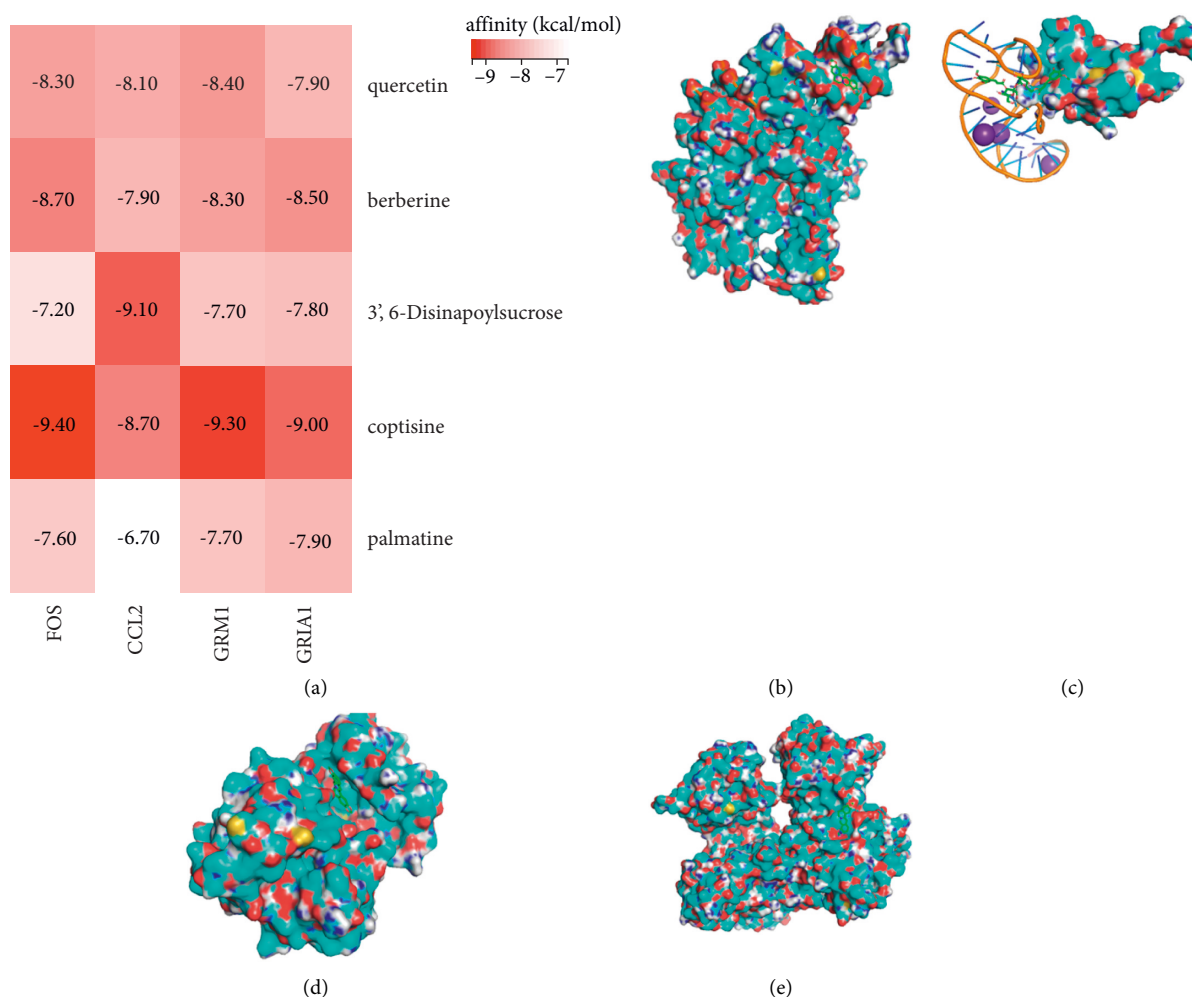 affinity (kcal/mol)
−9 −8 −7
-8.30 -8.10 -8.40 -7.90 quercetin
-8.70 -7.90 -8.30 -8.50 berberine
-7.20 -9.10 -7.70 -7.80 3’, 6-Disinapoylsucrose
-9.40 -8.70 -9.30 -9.00 coptisine
-7.60 -6.70 -7.70 -7.90 palmatine
FOS CCL2 GRM1 GRIA1
(a) (b) (c)
(d) (e)